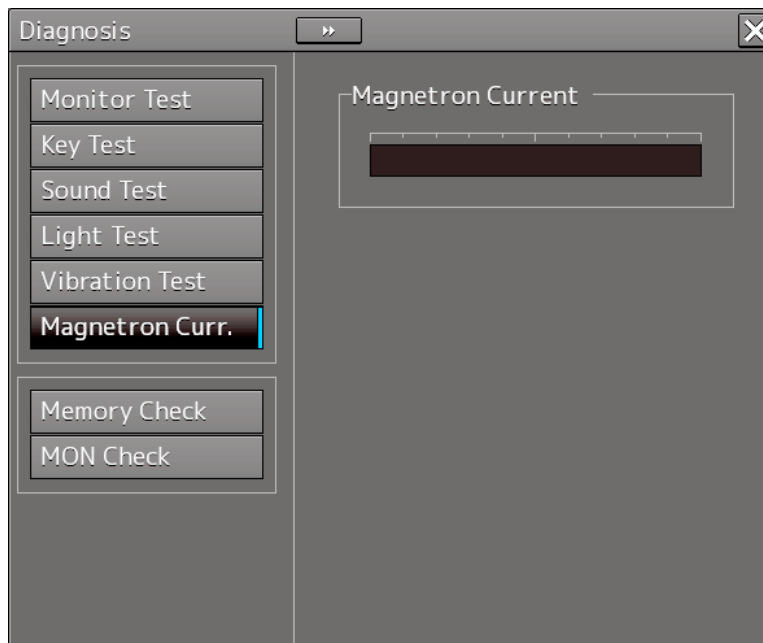 Diagnosis
Monitor Test
Key Test
Sound Test
Light Test
Vibration Test
Magnetron Curr.
Memory Check
MON Check
Magnetron Current